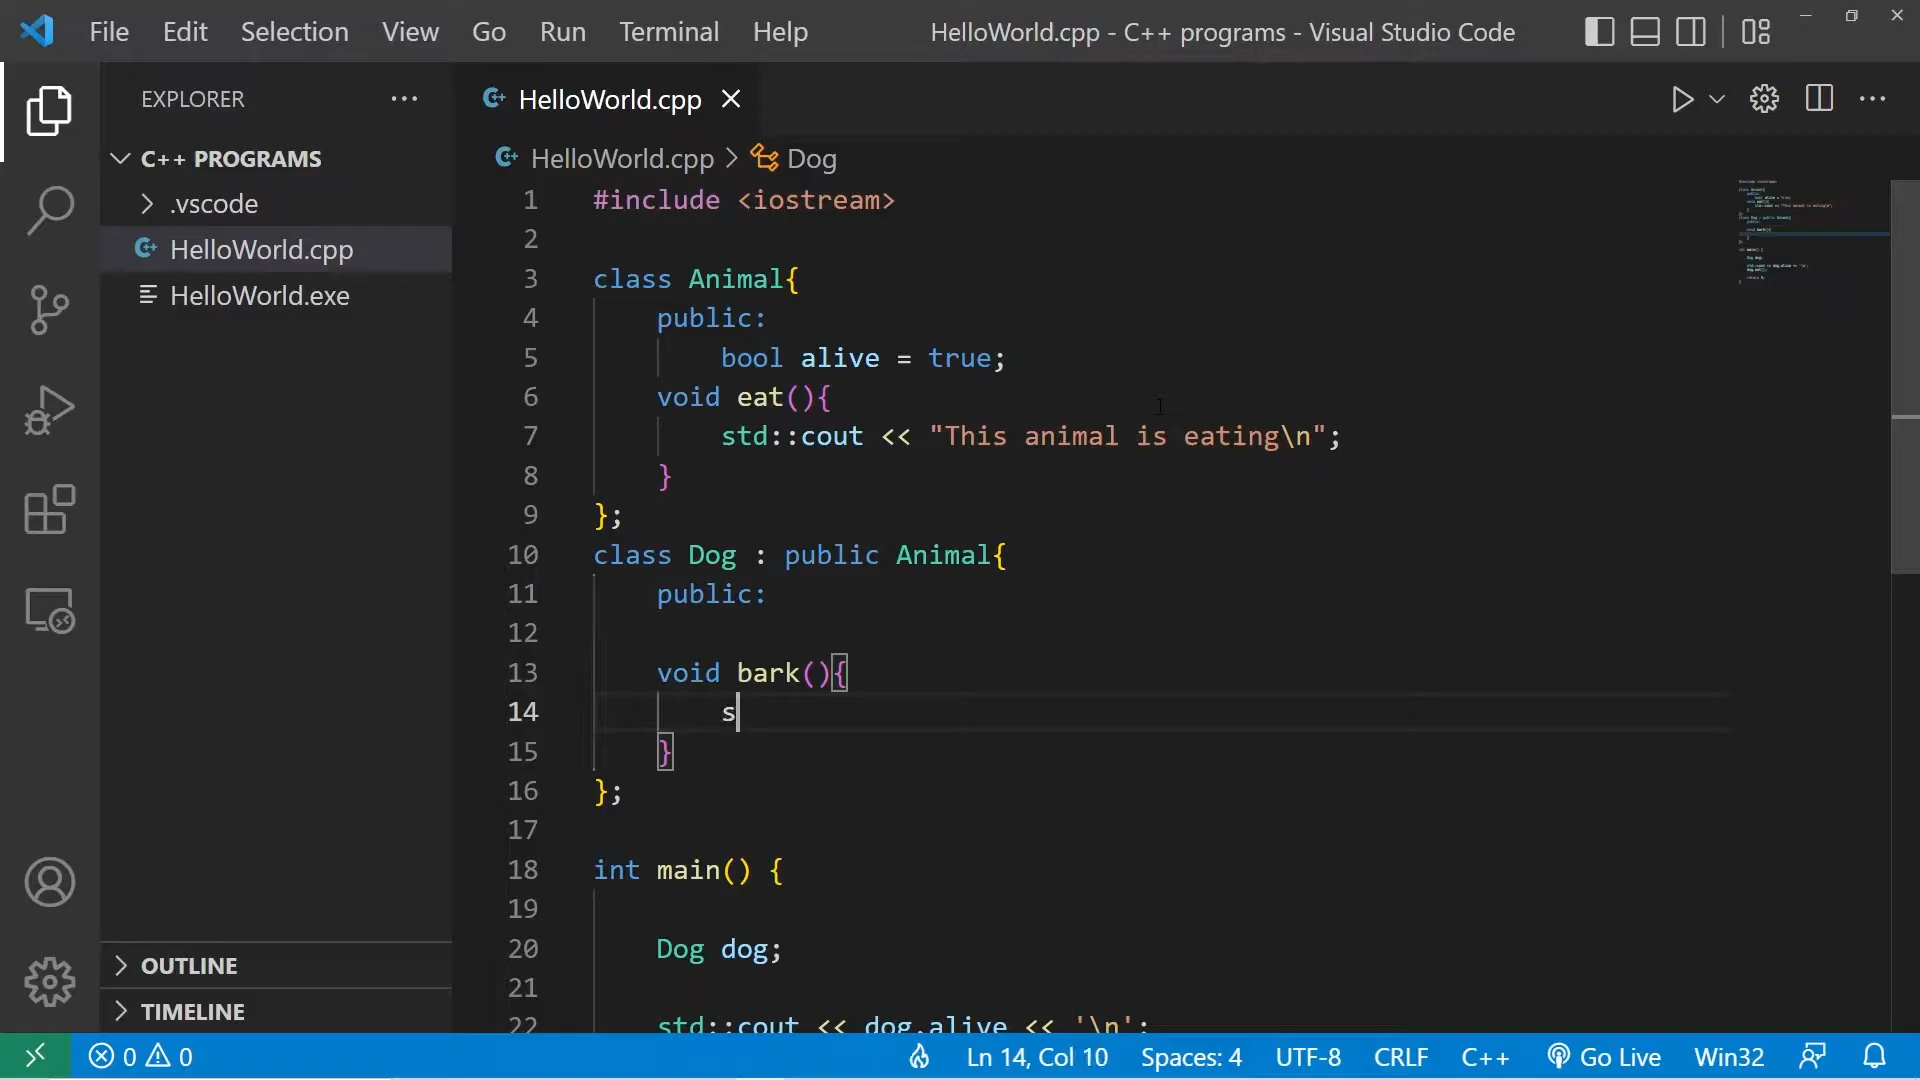 File Edit Selection View Go Run Terminal Help HelloWorld.cpp - C++ programs - Visual Studio Code
EXPLORER
HelloWorld.cpp
C++ PROGRAMS
.vscode
HelloWorld.cpp
HelloWorld.exe
OUTLINE
TIMELINE
HelloWorld.cpp > Dog
1 #include <iostream>
2
3 class Animal{
4 public:
5 bool alive = true;
6 void eat(){
7 std::cout << "This animal is eating\n";
8 }
9 };
10 class Dog : public Animal{
11 public:
12
13 void bark(){
14 s
15 }
16 };
17
18 int main() {
19
20 Dog dog;
21
22 std::cout << dog.alive << '\n';
0 0 Ln 14, Col 10 Spaces: 4 UTF-8 CRLF C++ Go Live Win32